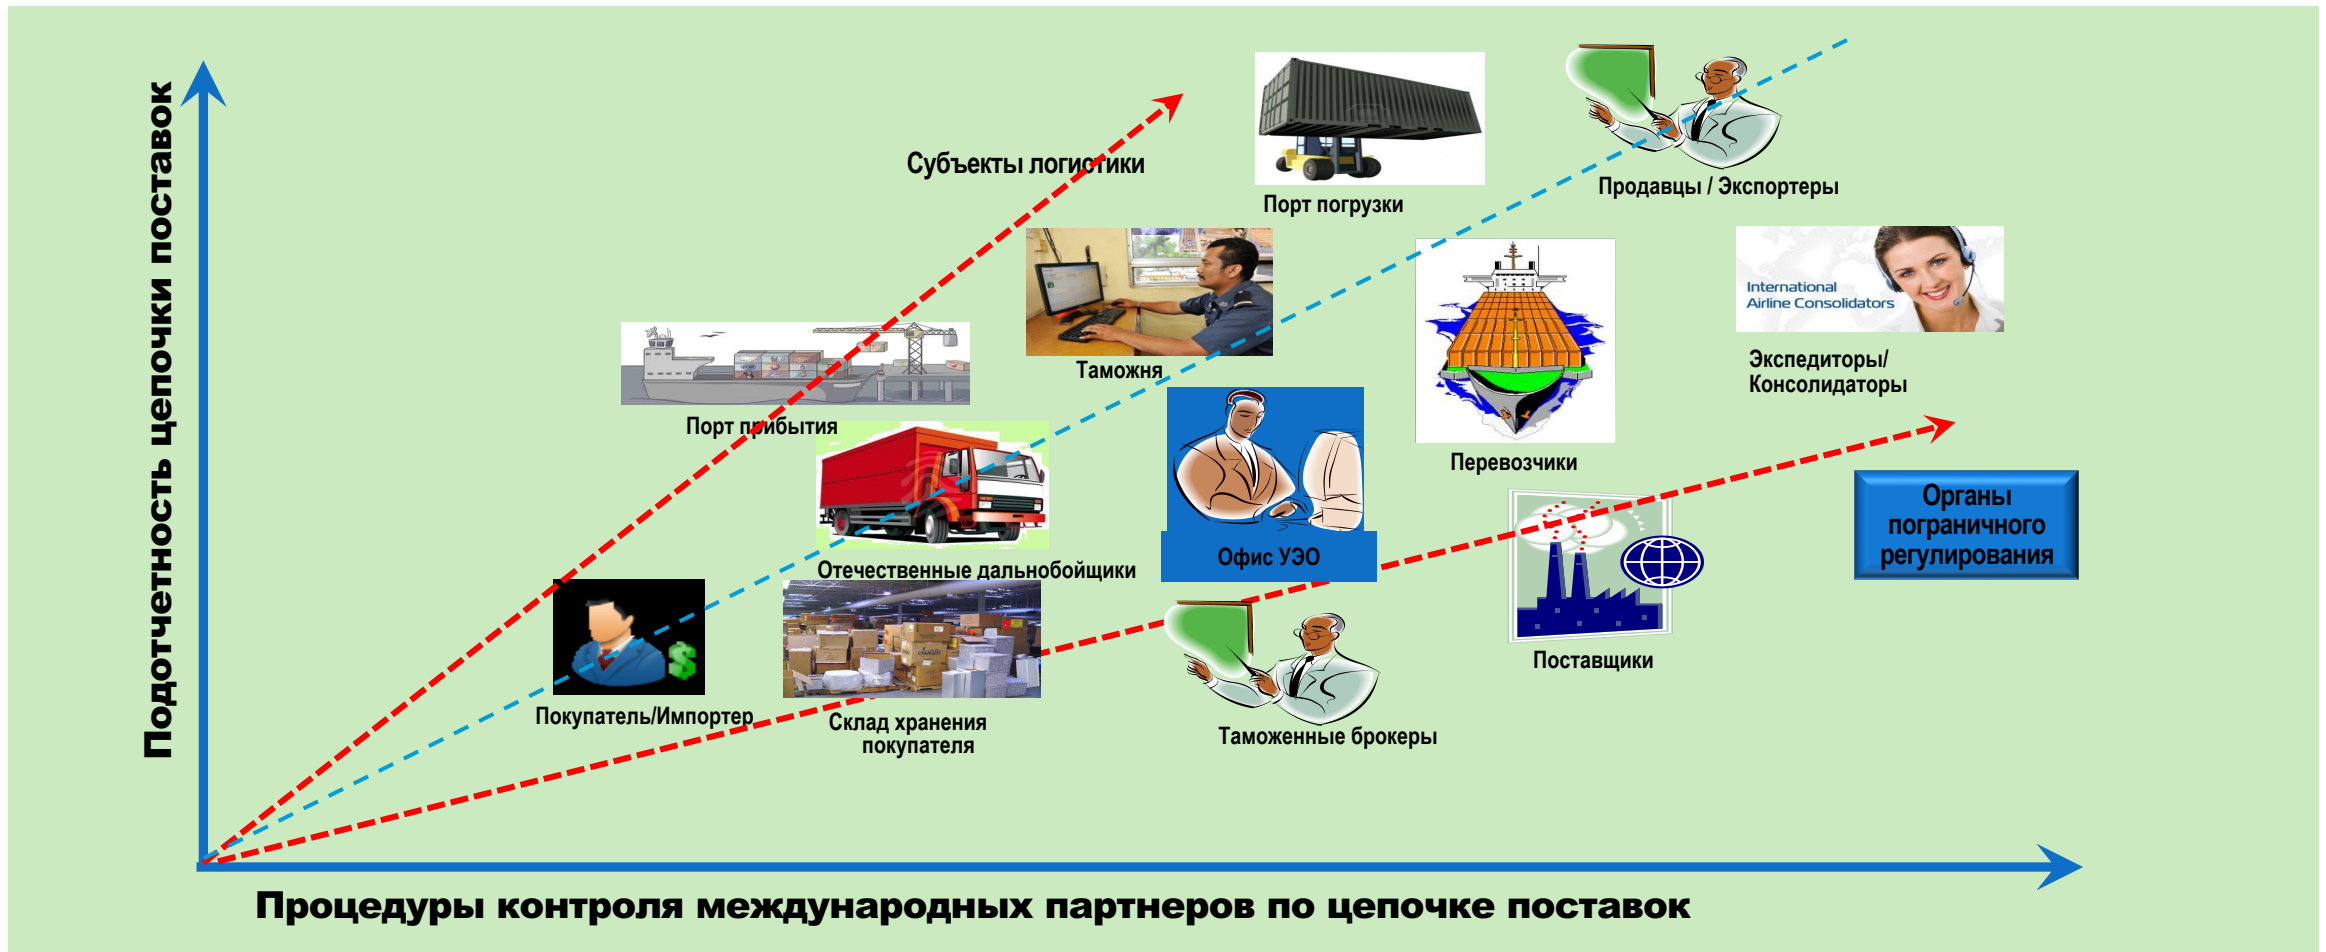 Подотчетность цепочки поставок
Субъекты логистики
Порт погрузки
Продавцы / Экспортеры
International
Airline Consolidators
Таможня
Экспедиторы/
Консолидаторы
Порт прибытия
Перевозчики
Органы
пограничного
регулирования
Офис УЭО
Отечественные дальнобойщики
Поставщики
Покупатель/Импортер
Склад хранения
покупателя
Таможенные брокеры
Процедуры контроля международных партнеров по цепочке поставок